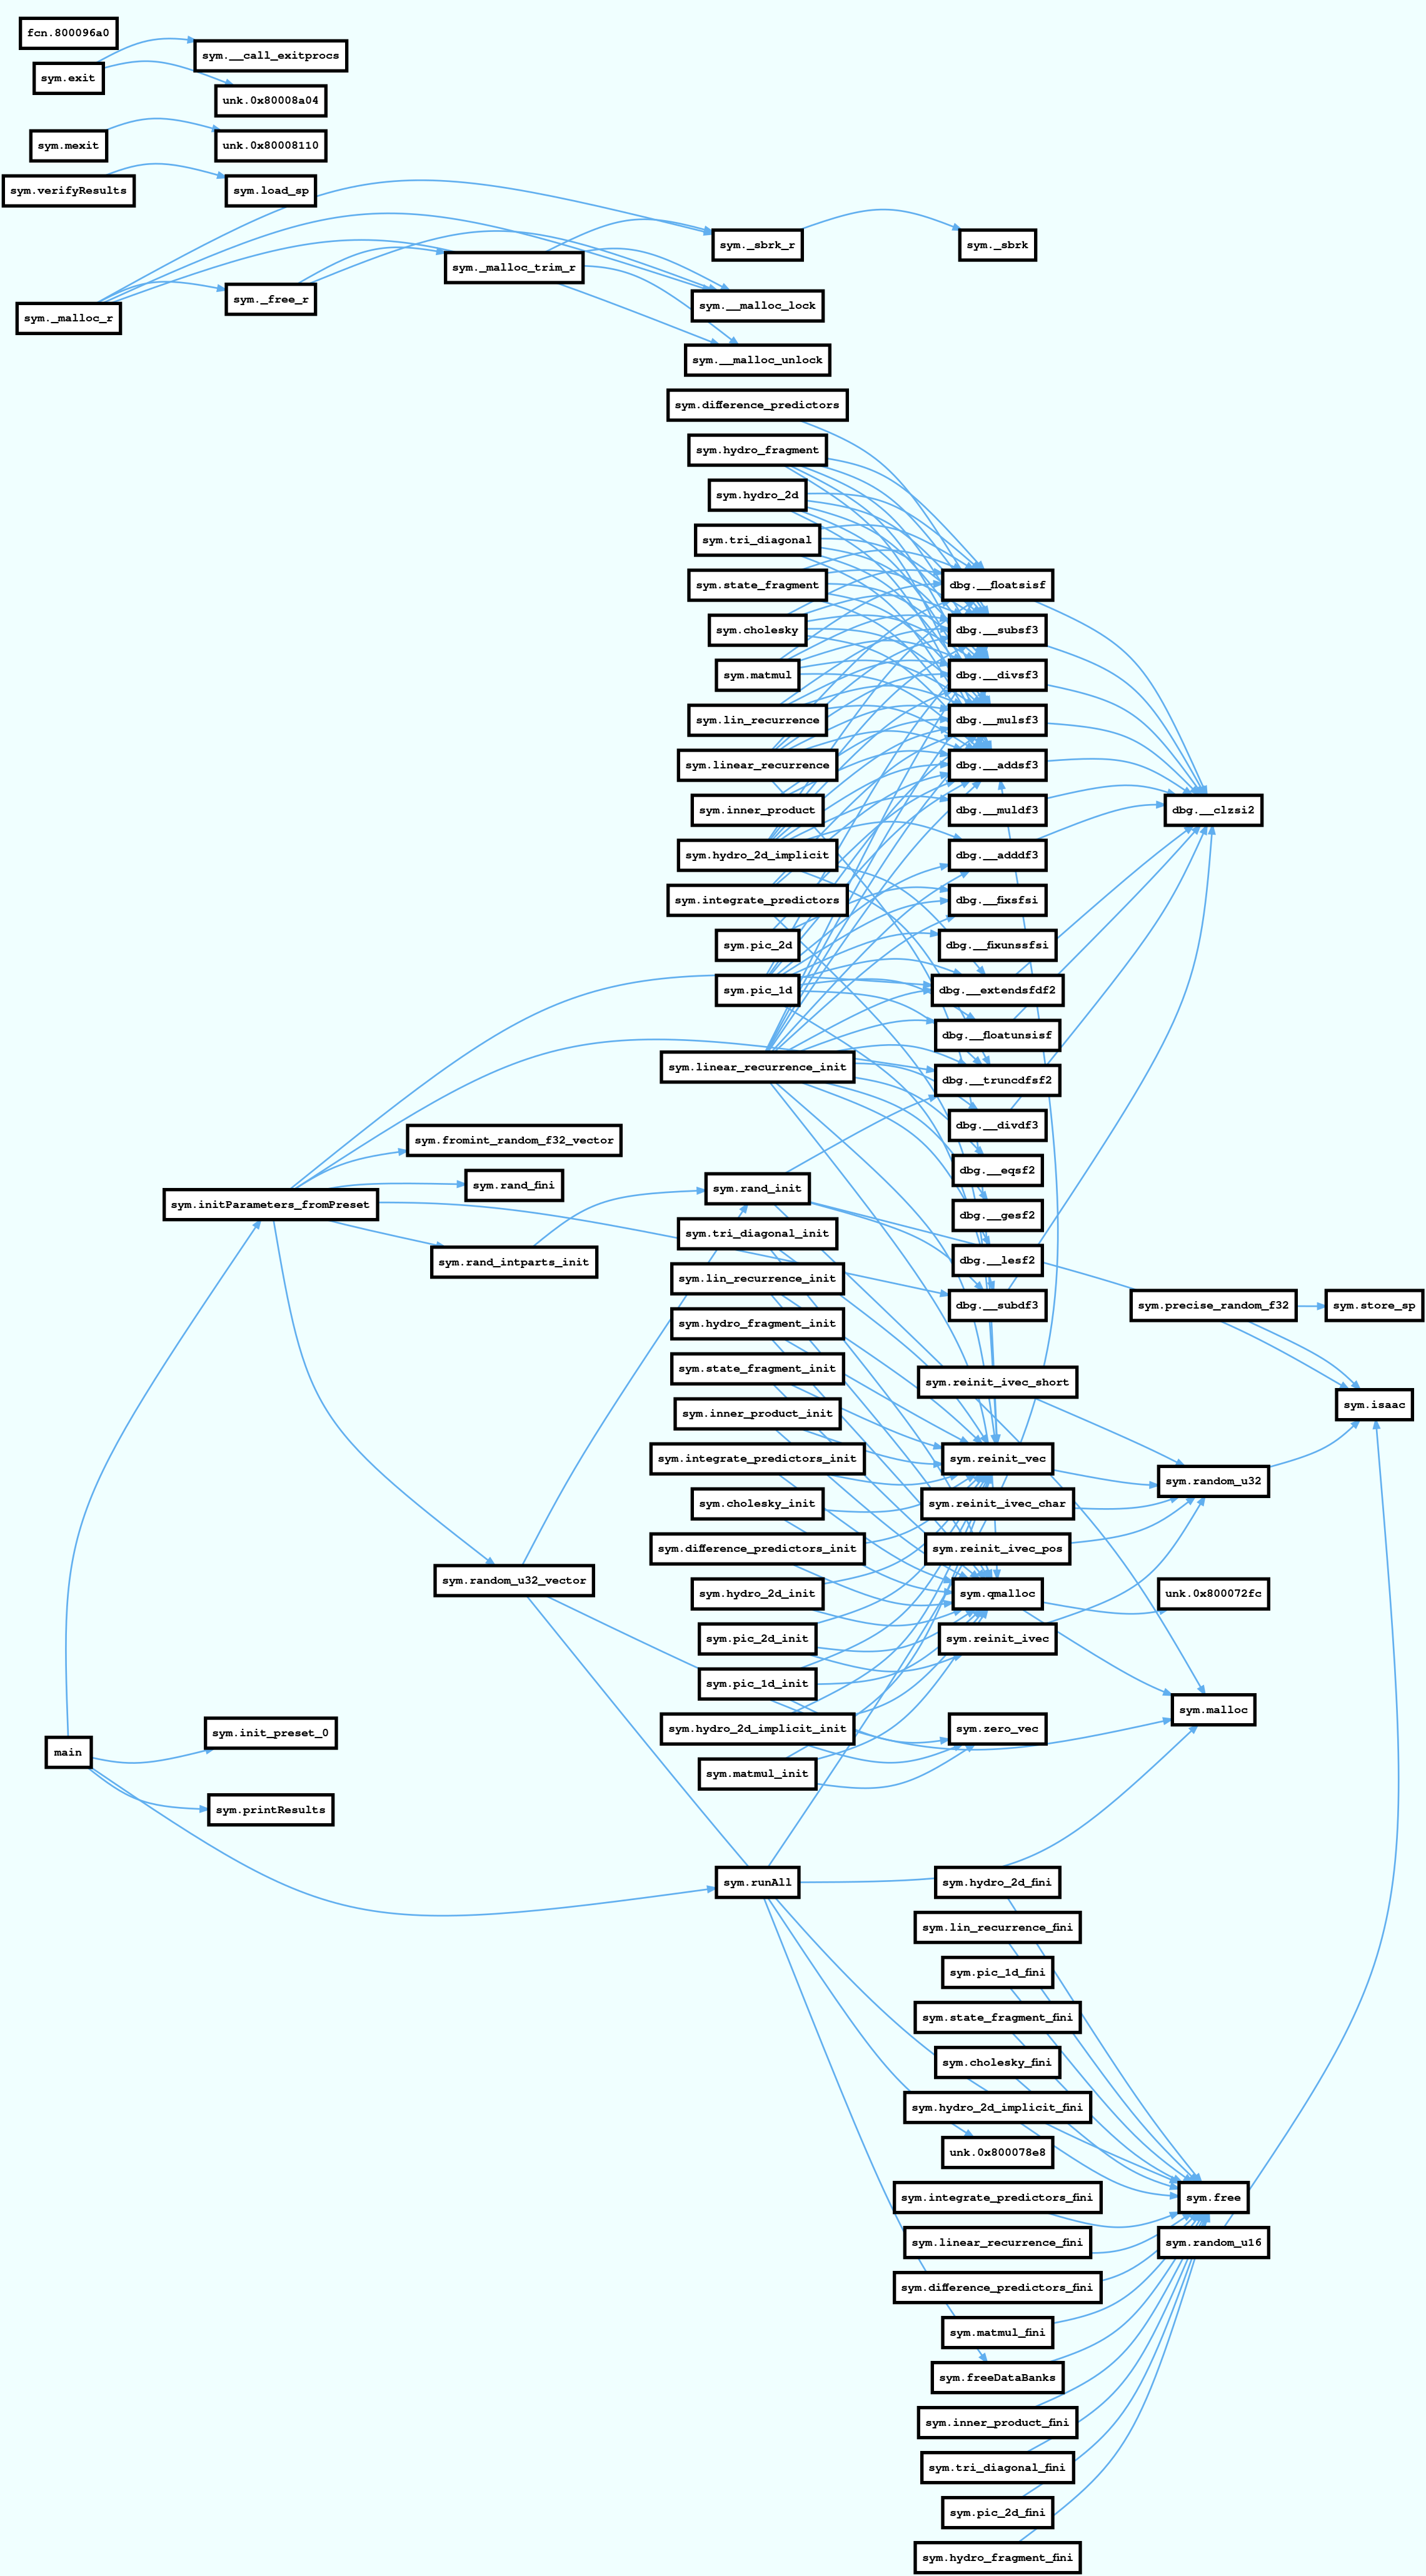 fcn.800096a0
sym.__call_exitprocs
sym.exit
unk.0x80008a04
sym.mexit
unk.0x80008110
sym.verifyResults
sym.load_sp
sym._sbrk_r
sym._sbrk
sym._malloc_trim_r
sym._free_r
sym.__malloc_lock
sym._malloc_r
sym.__malloc_unlock
sym.difference_predictors
sym.hydro_fragment
sym.hydro_2d
sym.tri_diagonal
sym.state_fragment
dbg.__floatsisf
sym.cholesky
dbg.__subsf3
sym.matmul
dbg.__divsf3
sym.lin_recurrence
dbg.__mulsf3
sym.linear_recurrence
dbg.__addsf3
sym.inner_product
dbg.__muldf3
dbg.__clzsi2
sym.hydro_2d_implicit
dbg.__adddf3
sym.integrate_predictors
dbg.__fixsfsi
sym.pic_2d
dbg.__fixunssfsi
sym.pic_1d
dbg.__extendsfdf2
dbg.__floatunsisf
sym.linear_recurrence_init
dbg.__truncdfsf2
dbg.__divdf3
sym.fromint_random_f32_vector
dbg.__eqsf2
sym.rand_fini
sym.rand_init
sym.initParameters_fromPreset
dbg.__gesf2
sym.tri_diagonal_init
sym.rand_intparts_init
dbg.__lesf2
sym.lin_recurrence_init
dbg.__subdf3
sym.precise_random_f32
sym.store_sp
sym.hydro_fragment_init
sym.state_fragment_init
sym.reinit_ivec_short
sym.isaac
sym.inner_product_init
sym.integrate_predictors_init
sym.reinit_vec
sym.random_u32
sym.cholesky_init
sym.reinit_ivec_char
sym.difference_predictors_init
sym.reinit_ivec_pos
sym.random_u32_vector
sym.hydro_2d_init
sym.qmalloc
unk.0x800072fc
sym.pic_2d_init
sym.reinit_ivec
sym.pic_1d_init
sym.malloc
sym.hydro_2d_implicit_init
sym.zero_vec
sym.init_preset_0
main
sym.matmul_init
sym.printResults
sym.runAll
sym.hydro_2d_fini
sym.lin_recurrence_fini
sym.pic_1d_fini
sym.state_fragment_fini
sym.cholesky_fini
sym.hydro_2d_implicit_fini
unk.0x800078e8
sym.integrate_predictors_fini
sym.free
sym.linear_recurrence_fini
sym.random_u16
sym.difference_predictors_fini
sym.matmul_fini
sym.freeDataBanks
sym.inner_product_fini
sym.tri_diagonal_fini
sym.pic_2d_fini
sym.hydro_fragment_fini